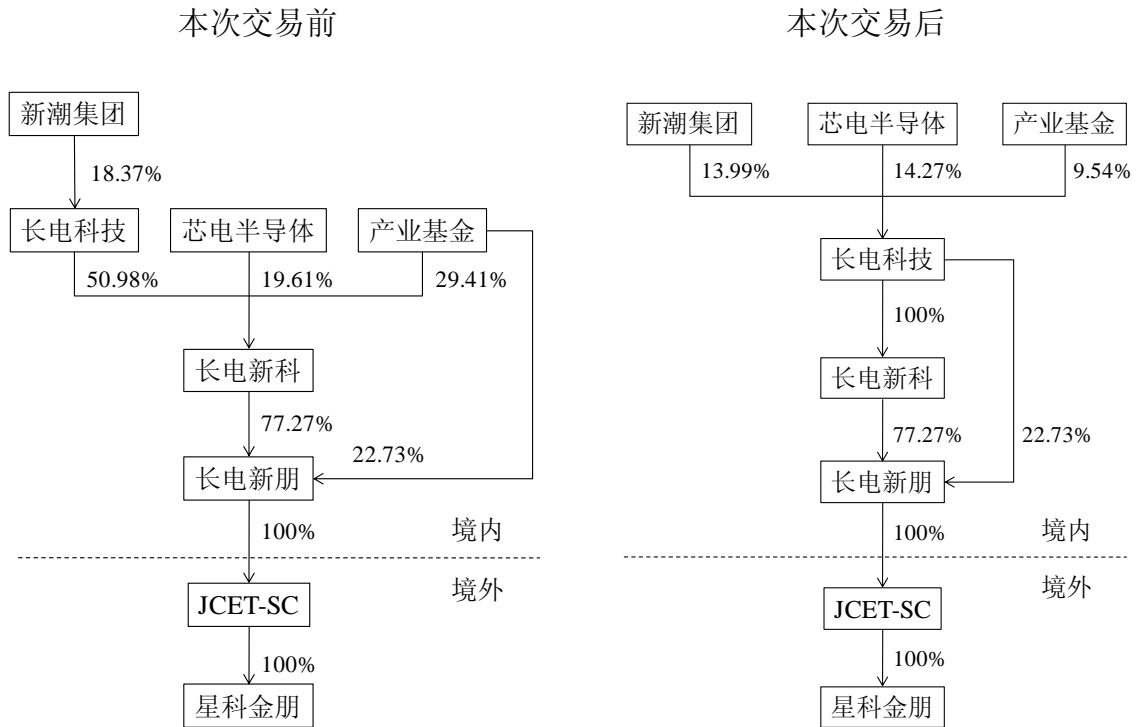 本次交易前
新潮集团
18.37%
长电科技
芯电半导体
产业基金
50.98%
19.61%
29.41%
长电新科
77.27%
22.73%
长电新朋
100%
境内
境外
JCET-SC
100%
星科金朋
本次交易后
新潮集团
芯电半导体
产业基金
13.99%
14.27%
9.54%
长电科技
100%
长电新科
77.27%
22.73%
长电新朋
100%
境内
境外
JCET-SC
100%
星科金朋